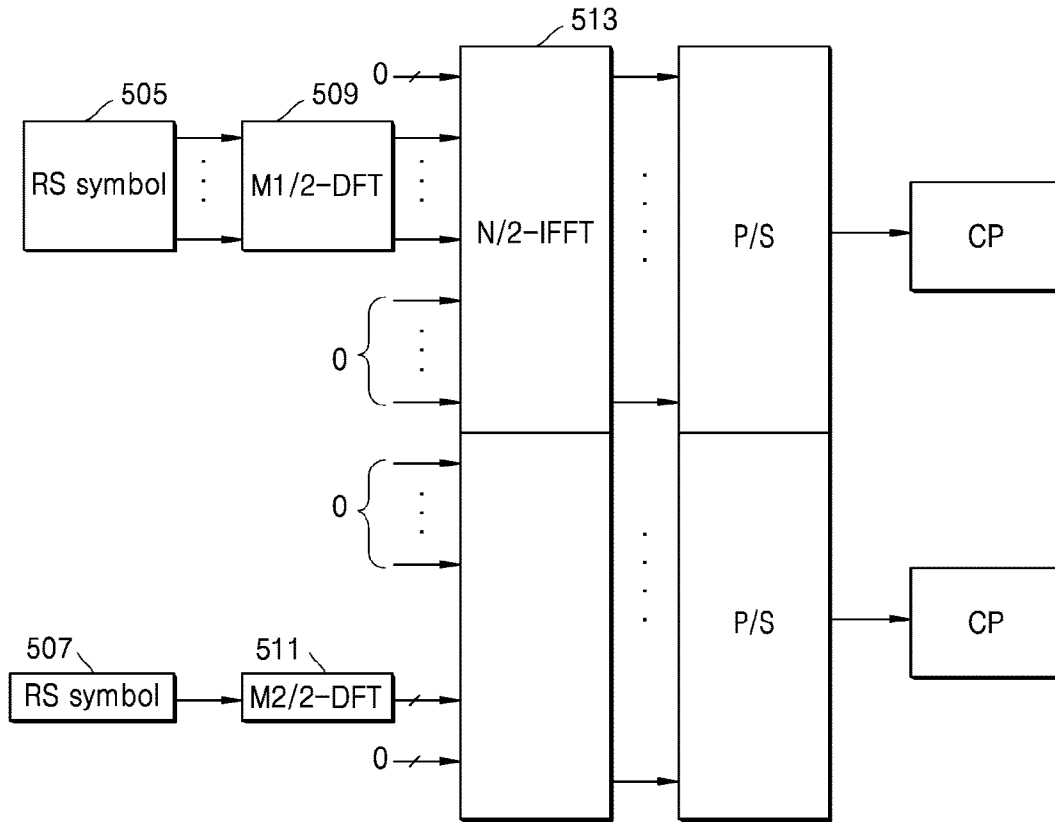 513
0
505
509
RS symbol
M1/2-DFT
N/2-IFFT
P/S
CP
0
0
P/S
CP
507
511
RS symbol
M2/2-DFT
0